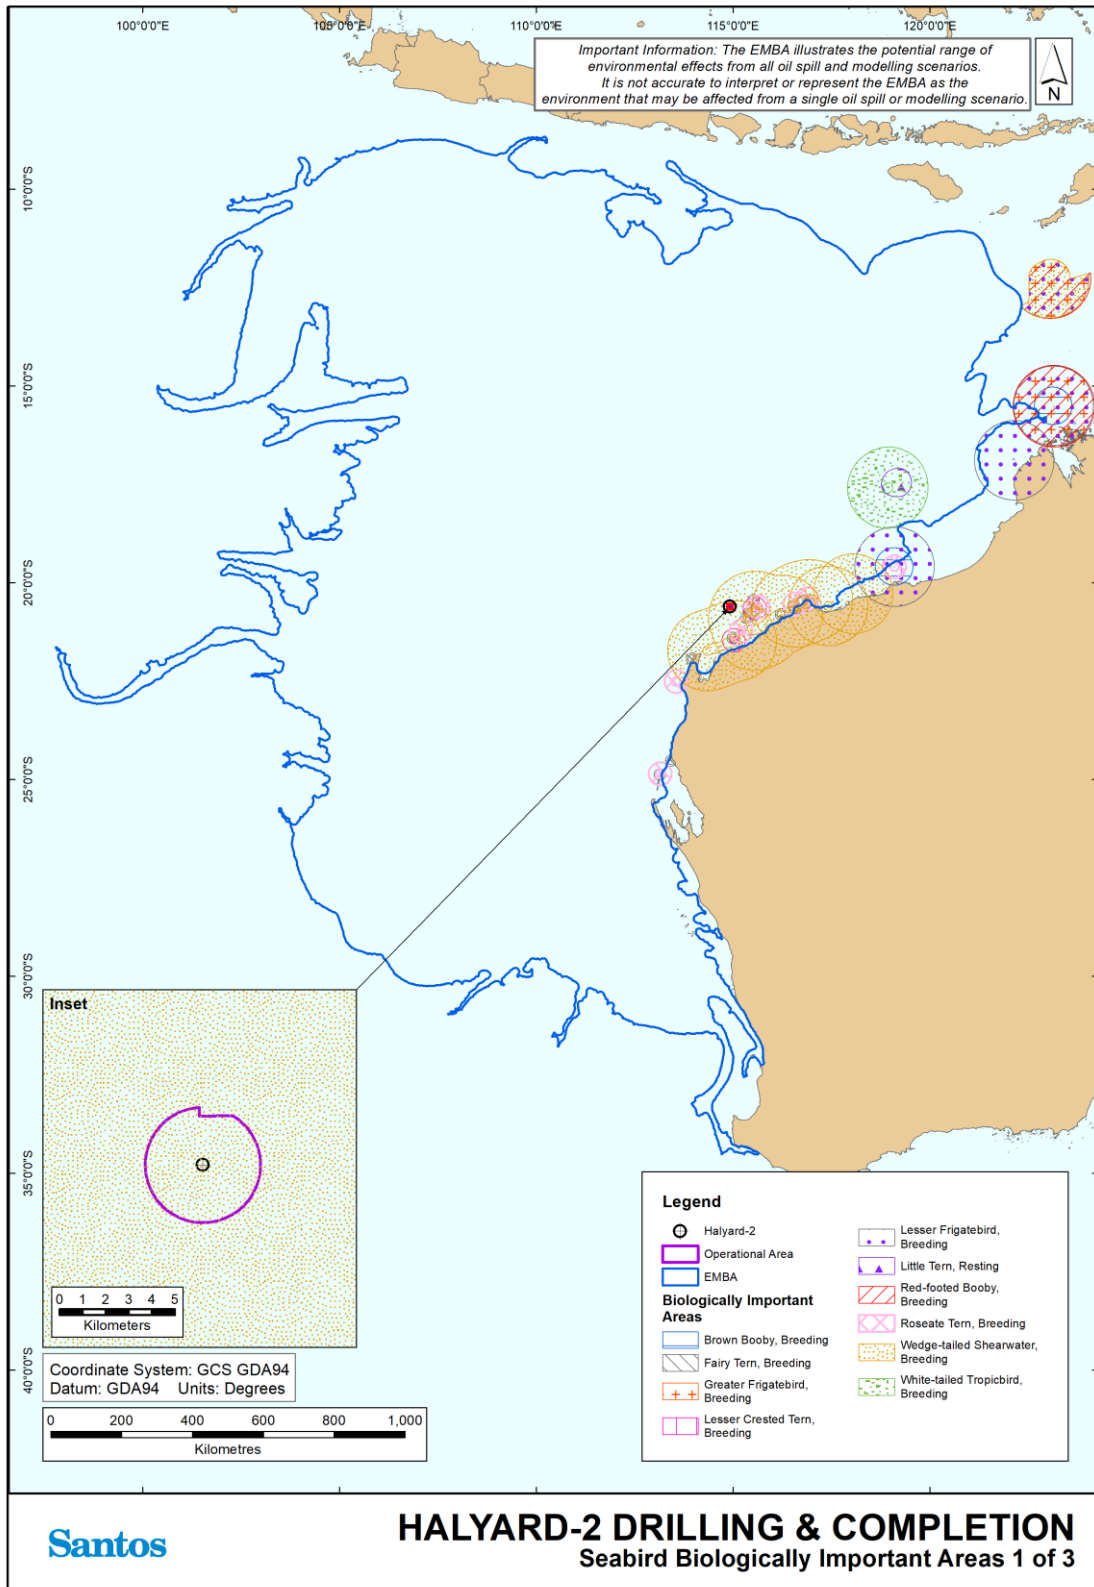 100°0'0"E
105°0'0"E
110°0'0"E
115°0'0"E
120°0'0"E
Important Information: The EMBA illustrates the potential range of
environmental effects from all oil spill and modelling scenarios.
It is not accurate to interpret or represent the EMBA as the
environment that may be affected from a single oil spill or modelling scenario.
N
10°0'0"S
15°0'0"S
20°0'0"S
25°0'0"S
30°0'0"S
35°0'0"S
40°0'0"S
Inset
0 1 2 3 4 5
Kilometers
Coordinate System: GCS GDA94
Datum: GDA94 Units: Degrees
0 200 400 600 800 1,000
Kilometres
Legend
Halyard-2
Operational Area
EMBA
Biologically Important
Areas
Brown Booby, Breeding
Fairy Tern, Breeding
Greater Frigatebird,
Breeding
Lesser Crested Tern,
Breeding
Lesser Frigatebird,
Breeding
Little Tern, Resting
Red-footed Booby,
Breeding
Roseate Tern, Breeding
Wedge-tailed Shearwater,
Breeding
White-tailed Tropicbird,
Breeding
Santos
HALYARD-2 DRILLING & COMPLETION
Seabird Biologically Important Areas 1 of 3